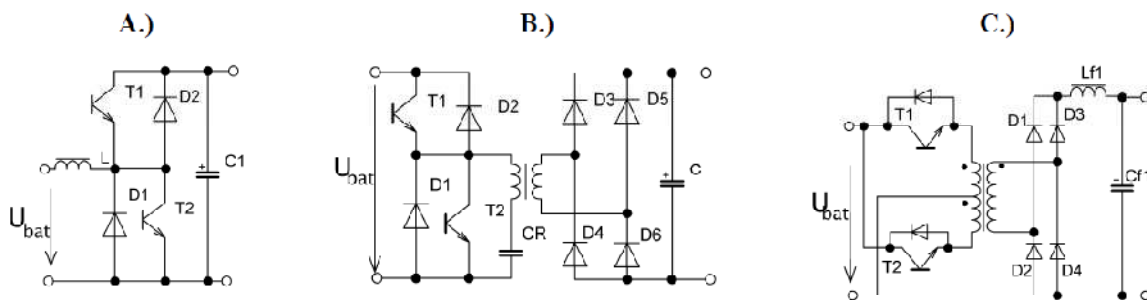 A.) B.) C.)
T1 D2 L C1 D1 T2 U bat
T1 D2 D3 D5 U bat D1 T2 C CR D4 D6
Lf1 T1 D1 D3 Cf1 U bat T2 D2 D4